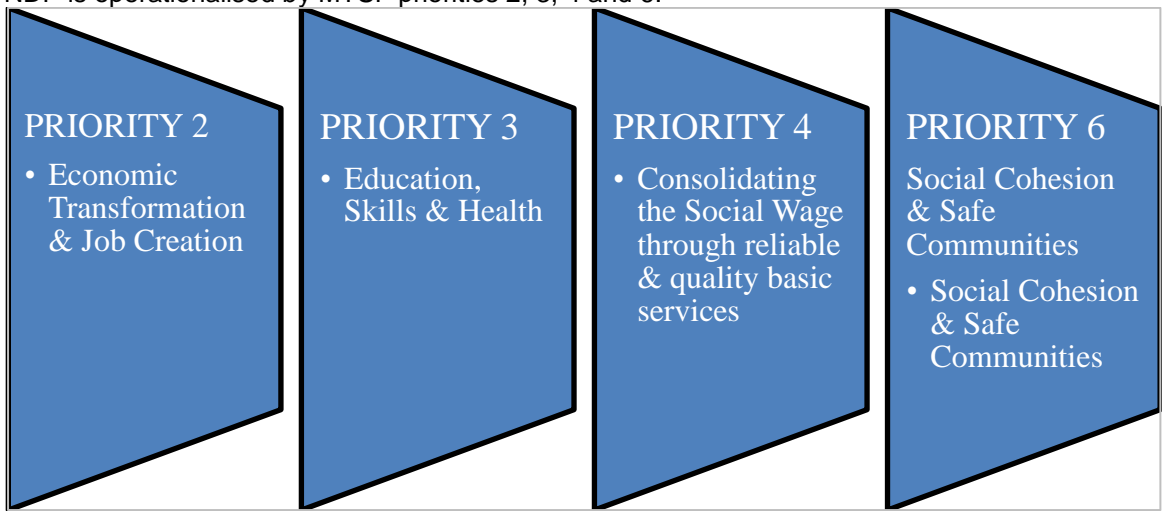 PRIORITY 2
• Economic
Transformation
& Job Creation
PRIORITY 3
• Education,
Skills & Health
PRIORITY 4
• Consolidating
the Social Wage
through reliable
& quality basic
services
PRIORITY 6
Social Cohesion
& Safe
Communities
• Social Cohesion
& Safe
Communities